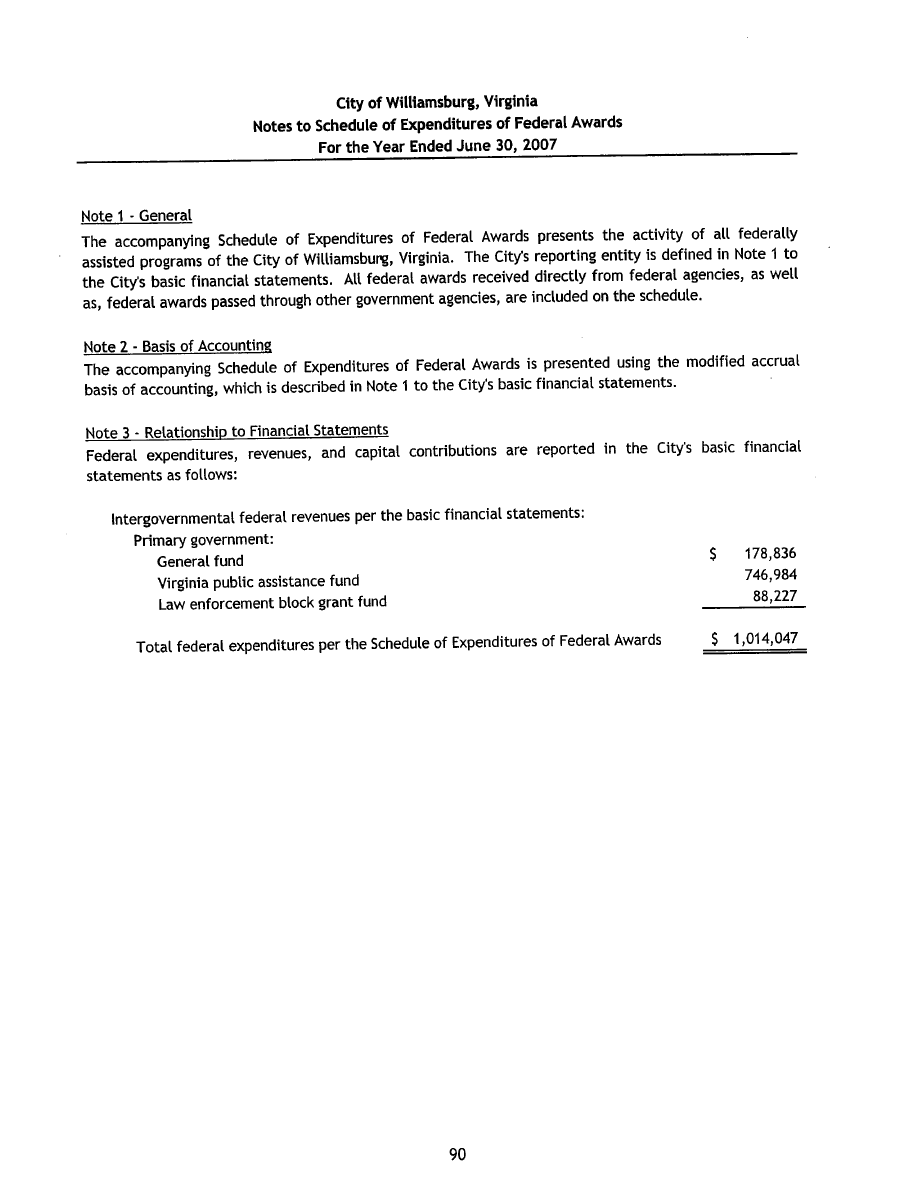 City of Williamsburg, Virginia
Notes to Schedule of Expenditures of Federal Awards
For the Year Ended June 30, 2007
Note 1 - General
The accompanying Schedule of Expenditures of Federal Awards presents the activity of all federally
assisted programs of the City of Williamsburg, Virginia. The City's reporting entity is defined in Note 1 to
the City's basic financial statements. All federal awards received directly from federal agencies, as well
as, federal awards passed through other government agencies, are included on the schedule.
Note 2 - Basis of Accounting
The accompanying Schedule of Expenditures of Federal Awards is presented using the modified accrual
basis of accounting, which is described in Note 1 to the City's basic financial statements.
Note 3 - Relationship to Financial Statements
Federal expenditures, revenues, and capital contributions are reported in the City's basic financial
statements as follows:
Intergovernmental federal revenues per the basic financial statements:
Primary government:
General fund $ 178,836
Virginia public assistance fund 746,984
Law enforcement block grant fund 88,227
Total federal expenditures per the Schedule of Expenditures of Federal Awards $ 1,014,047
90